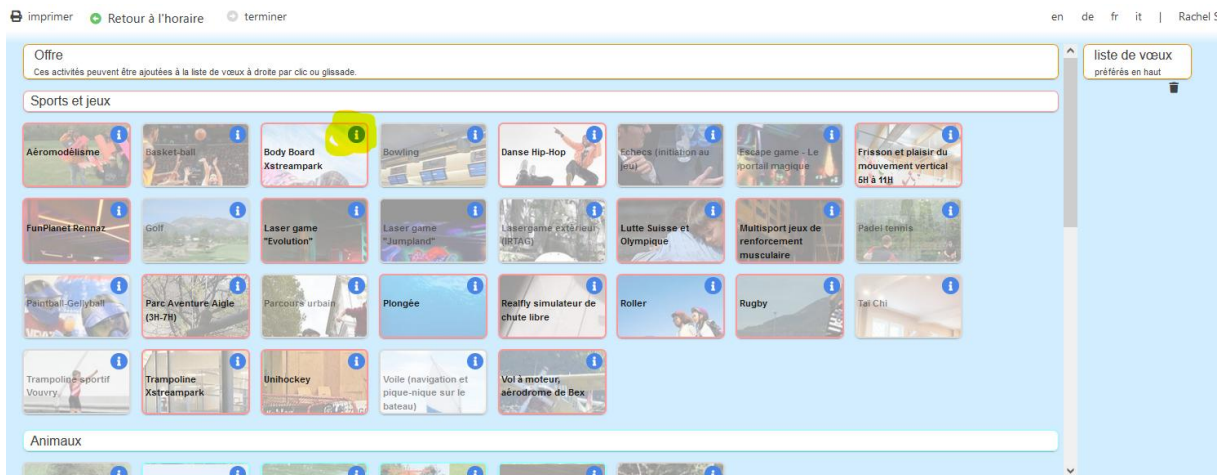 imprimer Retour à l'horaire terminer en de fr it | Rachel S
Offre
Ces activités peuvent être ajoutées à la liste de vœux à droite par clic ou glissade.
liste de vœux
préférés en haut
Sports et jeux
Aéromodélisme
Basket-ball
Body Board
Xstreampark
Bowling
Danse Hip-Hop
Echecs (initiation au
jeu)
Escape game - Le
portail magique
Frisson et plaisir du
mouvement vertical
5H à 11H
FunPlanet Rennaz
Golf
Laser game
"Evolution"
Laser game
"Jumpland"
Lasergame extérieur
(IRTAG)
Lutte Suisse et
Olympique
Multisport jeux de
renforcement
musculaire
Padel tennis
Paintball-Gellyball
Parc Aventure Aigle
(3H-7H)
Parcours urbain
Plongée
Realfly simulateur de
chute libre
Roller
Rugby
Tai Chi
Trampoline sportif
Vouvry
Trampoline
Xstreampark
Unihockey
Voile (navigation et
pique-nique sur le
bateau)
Vol à moteur,
aérodrome de Bex
Animaux